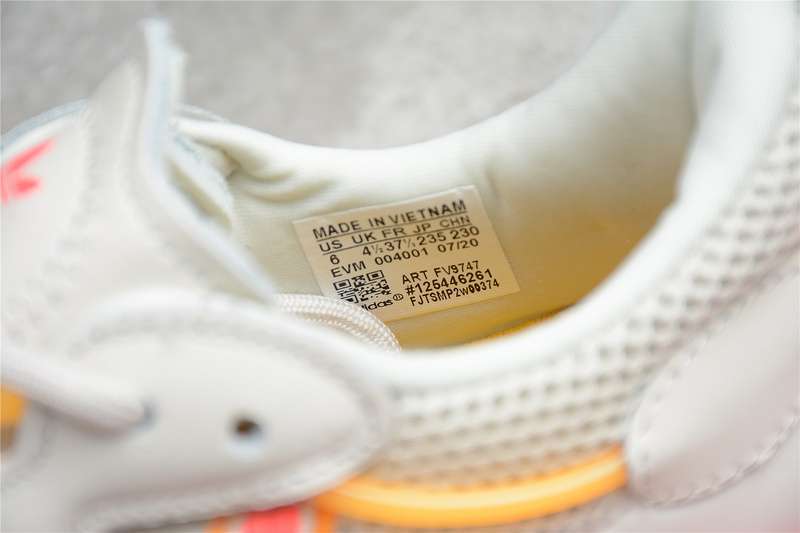 MADE IN VIETNAM
US UK FR JP CHN
6 4½ 37⅓ 235 230
EVM 004001 07/20
ART FV9747
#126446261
adidas® FJTSMP2w00374